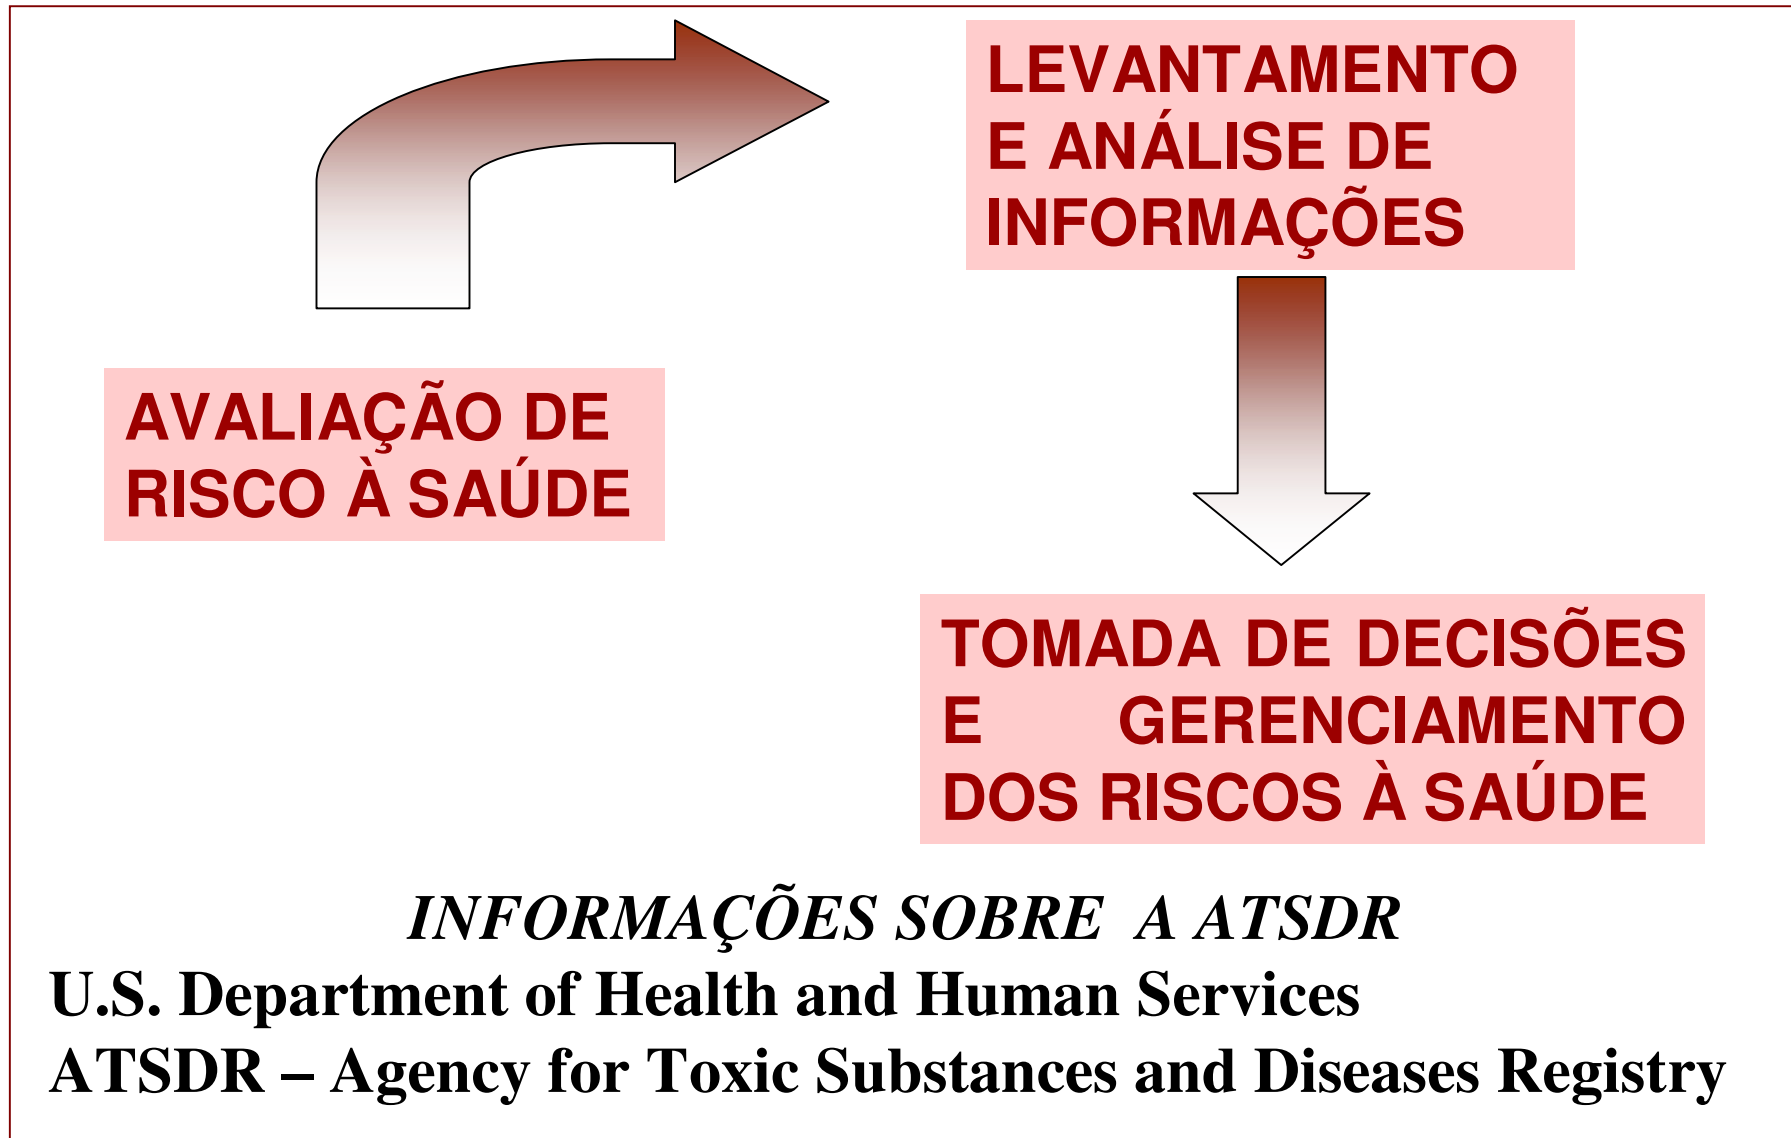 LEVANTAMENTO
E ANÁLISE DE
INFORMAÇÕES
AVALIAÇÃO DE
RISCO À SAÚDE
TOMADA DE DECISÕES
E GERENCIAMENTO
DOS RISCOS À SAÚDE
INFORMAÇÕES SOBRE A ATSDR
U.S. Department of Health and Human Services
ATSDR – Agency for Toxic Substances and Diseases Registry